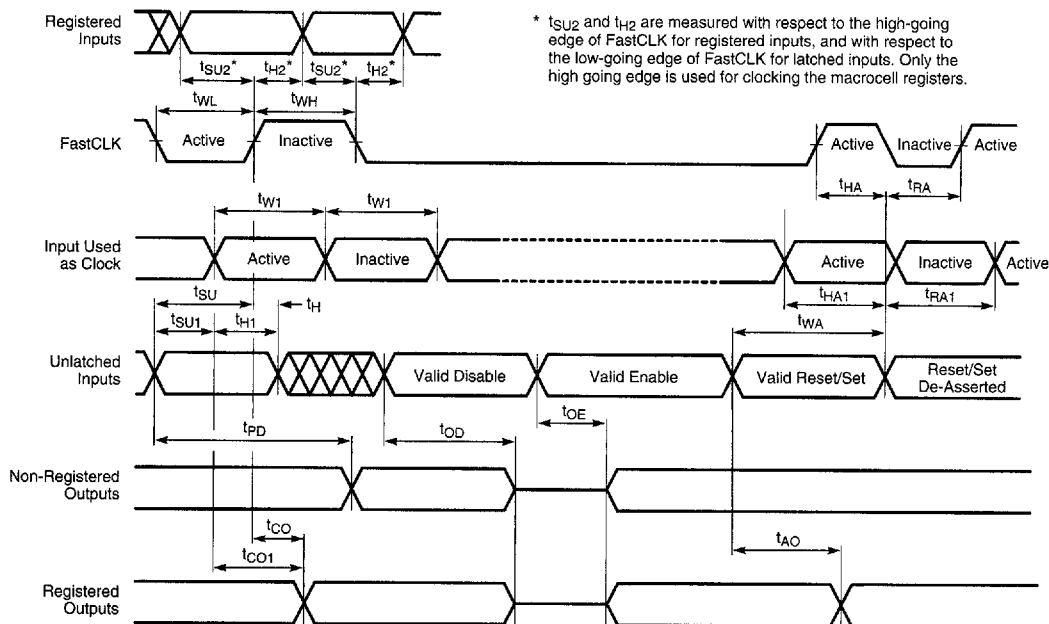 Registered
Inputs
* tSU2 and tH2 are measured with respect to the high-going
edge of FastCLK for registered inputs, and with respect to
the low-going edge of FastCLK for latched inputs. Only the
high going edge is used for clocking the macrocell registers.
tSU2* tH2* tSU2* tH2*
tWL tWH
FastCLK
Active Inactive Active Inactive Active
tHA tRA
tW1 tW1
Input Used
as Clock
Active Inactive Active Inactive Active
tSU tH tHA1 tRA1
tSU1 tH1 tWA
Unlatched
Inputs
Valid Disable Valid Enable Valid Reset/Set Reset/Set
De-Asserted
tPD tOD tOE
Non-Registered
Outputs
tCO tAO
tCO1
Registered
Outputs